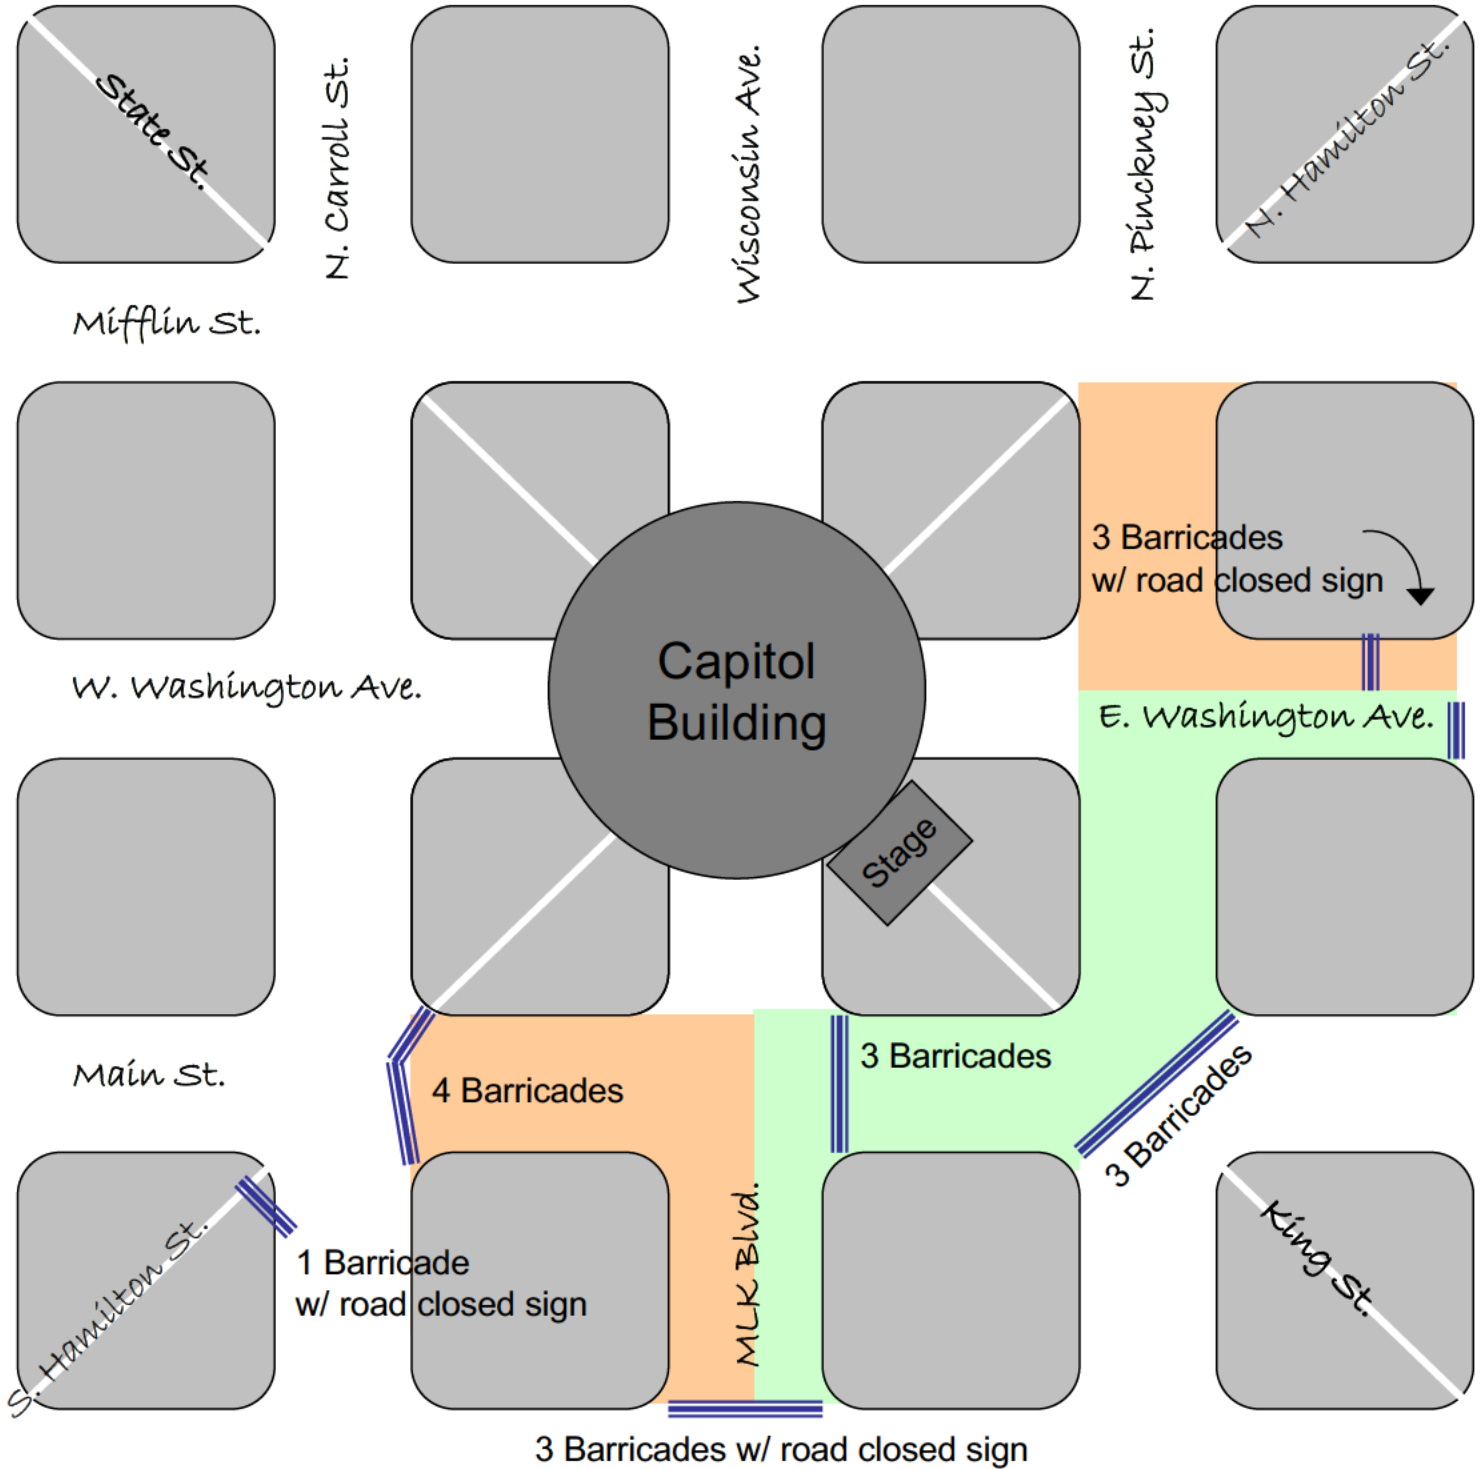 State St.
N. Carroll St.
Wisconsin Ave.
N. Pinckney St.
N. Hamilton St.
Mifflin St.
3 Barricades
w/ road closed sign
Capitol
Building
W. Washington Ave.
E. Washington Ave.
Stage
Main St.
4 Barricades
3 Barricades
3 Barricades
S. Hamilton St.
1 Barricade
w/ road closed sign
MLK Blvd.
King St.
3 Barricades w/ road closed sign